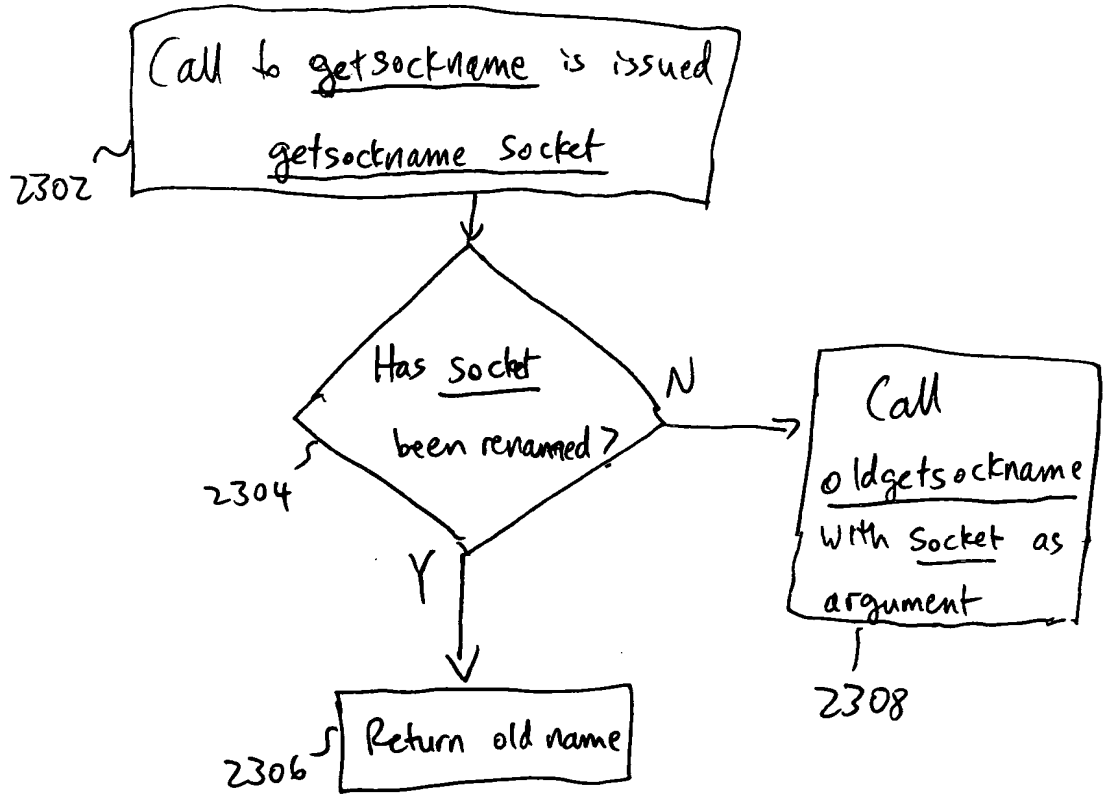 Call to getsockname is issued
getsockname socket
2302
Has socket
been renamed?
2304
N
Y
Call
oldgetsockname
with socket as
argument
2308
Return old name
2306